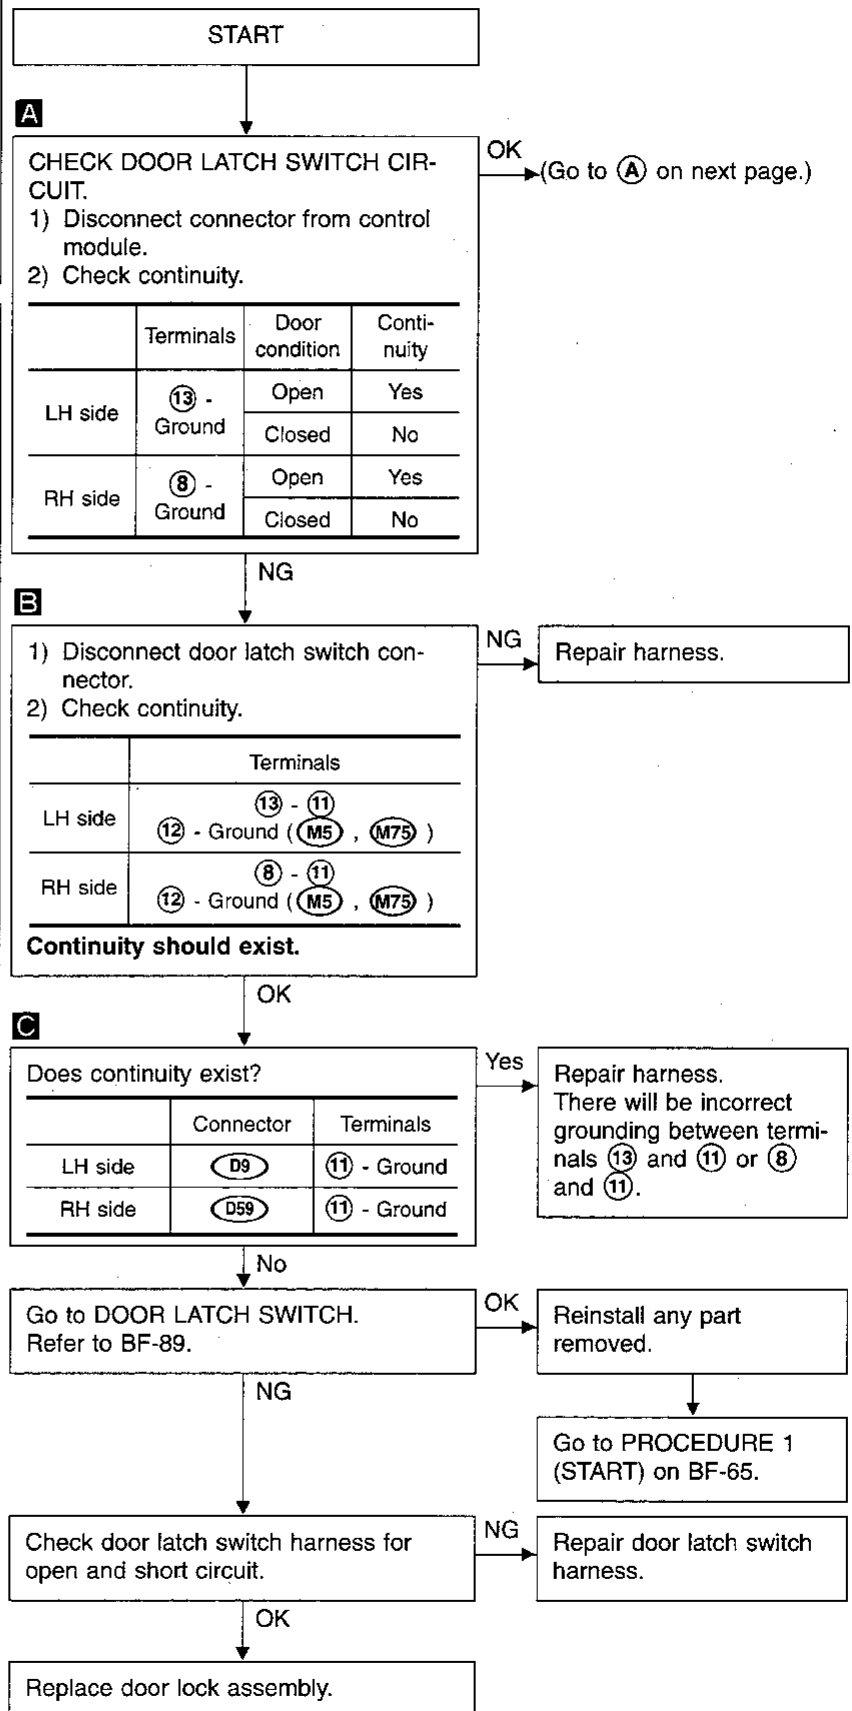 START
A
CHECK DOOR LATCH SWITCH CIR-
CUIT.
1) Disconnect connector from control
module.
2) Check continuity.
Terminals Door condition Conti-nuity
LH side 13 - Ground Open Yes
Closed No
RH side 8 - Ground Open Yes
Closed No
OK
(Go to A on next page.)
NG
B
1) Disconnect door latch switch con-
nector.
2) Check continuity.
Terminals
LH side
13 - 11
12 - Ground (M5 , M75 )
RH side
8 - 11
12 - Ground (M5 , M75 )
Continuity should exist.
NG
Repair harness.
OK
C
Does continuity exist?
Connector Terminals
LH side D9 11 - Ground
RH side D59 11 - Ground
Yes
Repair harness.
There will be incorrect
grounding between termi-
nals 13 and 11 or 8
and 11.
No
Go to DOOR LATCH SWITCH.
Refer to BF-89.
OK
Reinstall any part
removed.
Go to PROCEDURE 1
(START) on BF-65.
NG
Check door latch switch harness for
open and short circuit.
NG
Repair door latch switch
harness.
OK
Replace door lock assembly.